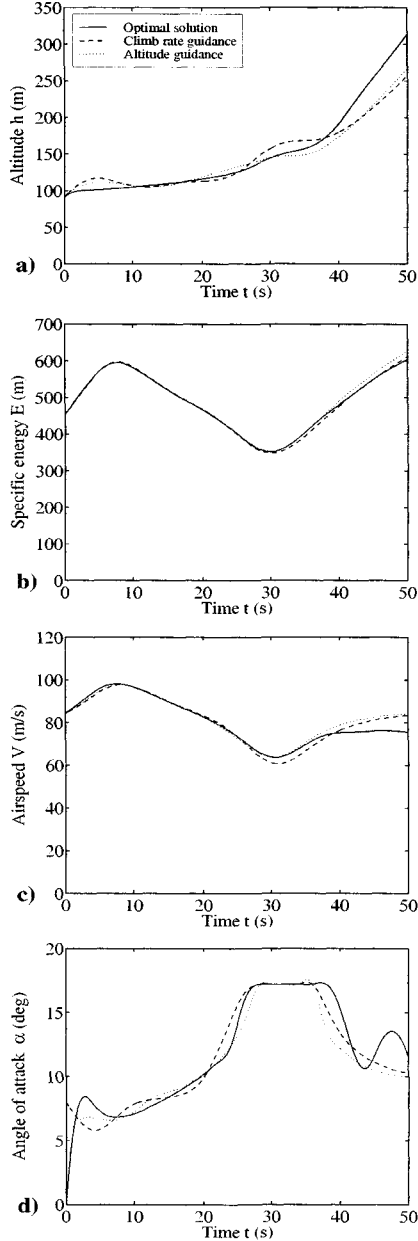 350
300
250
200
150
100
50
0
Altitude h (m)
Optimal solution
Climb rate guidance
Altitude guidance
0 10 20 30 40 50
a) Time t (s)
700
600
500
400
300
200
100
0
Specific energy E (m)
0 10 20 30 40 50
b) Time t (s)
120
100
80
60
40
20
0
Airspeed V (m/s)
0 10 20 30 40 50
c) Time t (s)
20
15
10
5
0
Angle of attack α (deg)
0 10 20 30 40 50
d) Time t (s)